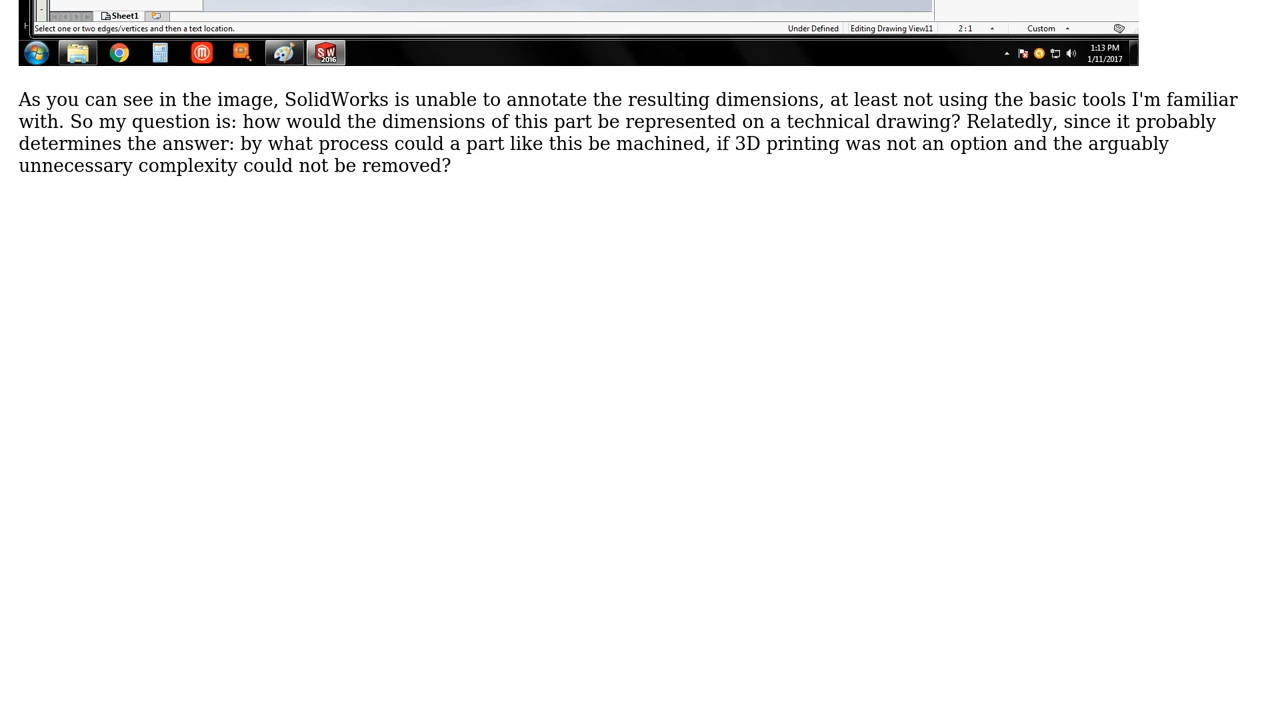 Sheet1
Select one or two edges/vertices and then a text location.
Under Defined
Editing Drawing View11
2:1
Custom
SW
2016
1:13 PM
1/11/2017
As you can see in the image, SolidWorks is unable to annotate the resulting dimensions, at least not using the basic tools I'm familiar
with. So my question is: how would the dimensions of this part be represented on a technical drawing? Relatedly, since it probably
determines the answer: by what process could a part like this be machined, if 3D printing was not an option and the arguably
unnecessary complexity could not be removed?